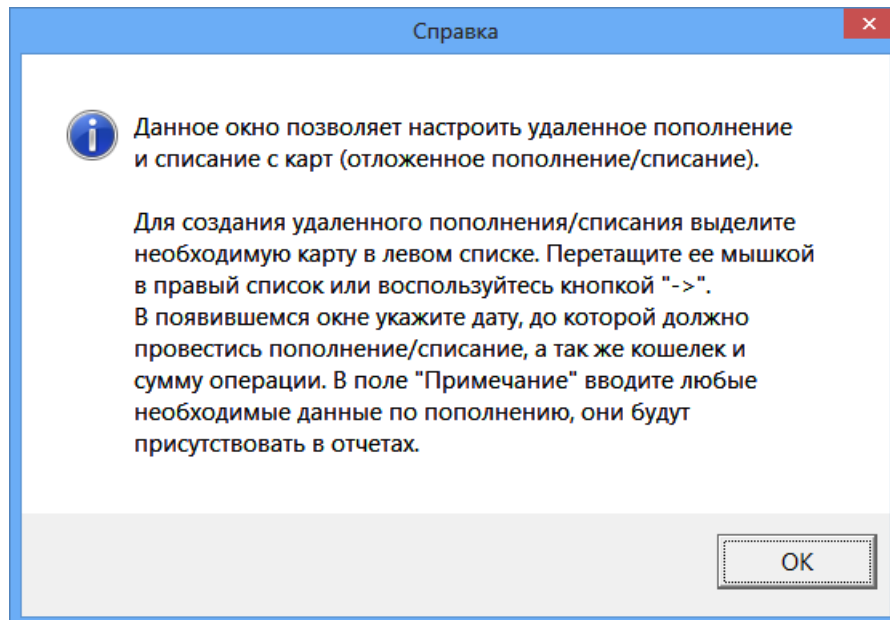 Справка
Данное окно позволяет настроить удаленное пополнение
и списание с карт (отложенное пополнение/списание).
Для создания удаленного пополнения/списания выделите
необходимую карту в левом списке. Перетащите ее мышкой
в правый список или воспользуйтесь кнопкой "->".
В появившемся окне укажите дату, до которой должно
провестись пополнение/списание, а так же кошелек и
сумму операции. В поле "Примечание" вводите любые
необходимые данные по пополнению, они будут
присутствовать в отчетах.
OK